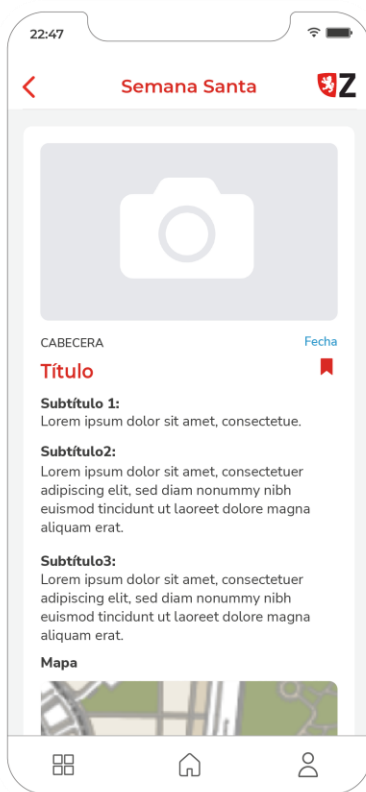 22:47
Semana Santa
Z
CABECERA
Fecha
Título
Subtítulo 1:
Lorem ipsum dolor sit amet, consectetue.
Subtítulo2:
Lorem ipsum dolor sit amet, consectetuer
adipiscing elit, sed diam nonummy nibh
euismod tincidunt ut laoreet dolore magna
aliquam erat.
Subtítulo3:
Lorem ipsum dolor sit amet, consectetuer
adipiscing elit, sed diam nonummy nibh
euismod tincidunt ut laoreet dolore magna
aliquam erat.
Mapa